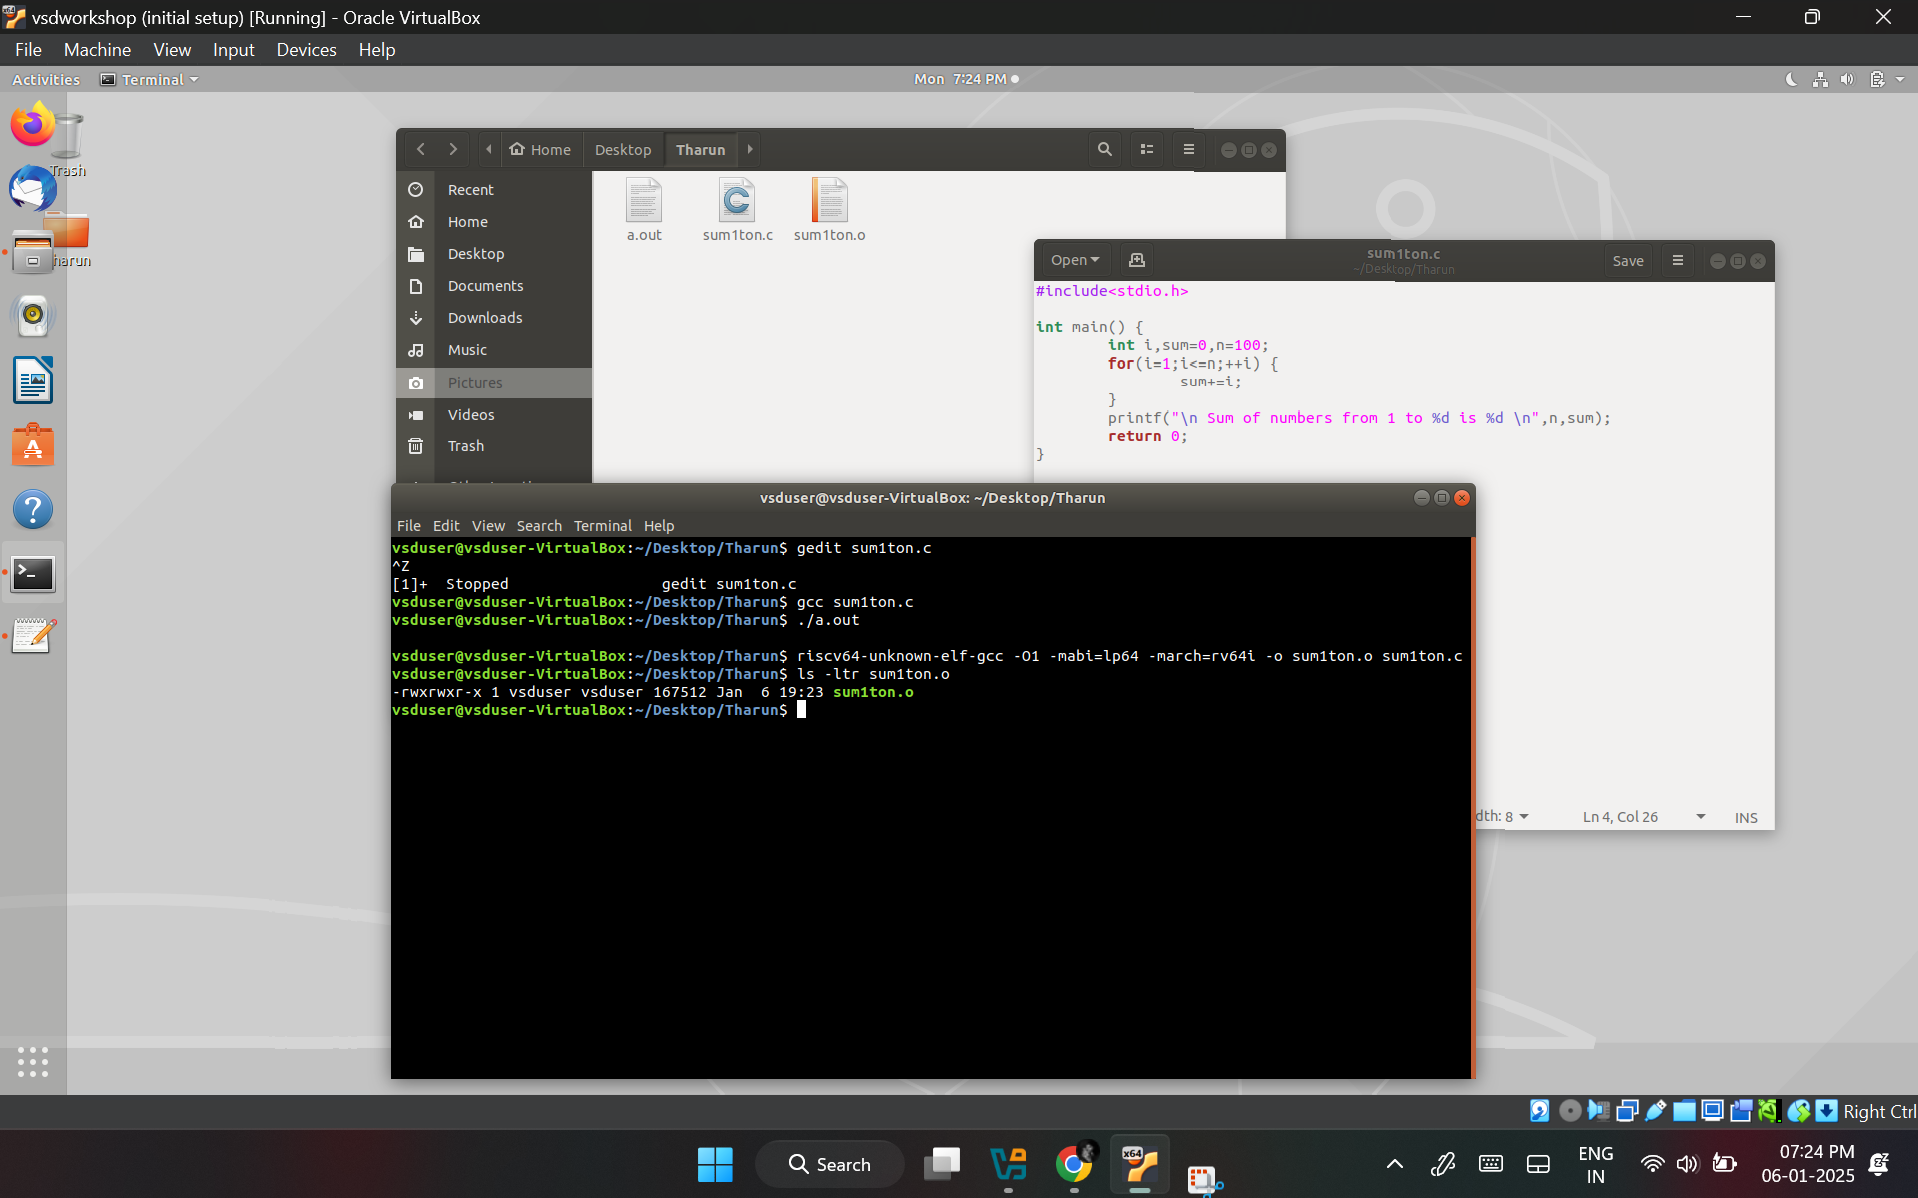 vsdworkshop (initial setup) [Running] - Oracle VirtualBox
File Machine View Input Devices Help
Activities Terminal Mon 7:24 PM
Trash
harun
Home Desktop Tharun
Recent
Home
Desktop
Documents
Downloads
Music
Pictures
Videos
Trash
a.out sum1ton.c sum1ton.o
Open sum1ton.c Save
~/Desktop/Tharun
#include<stdio.h>
int main() {
int i,sum=0,n=100;
for(i=1;i<=n;++i) {
sum+=i;
}
printf("\n Sum of numbers from 1 to %d is %d \n",n,sum);
return 0;
}
dth: 8 Ln 4, Col 26 INS
vsduser@vsduser-VirtualBox: ~/Desktop/Tharun
File Edit View Search Terminal Help
vsduser@vsduser-VirtualBox:~/Desktop/Tharun$ gedit sum1ton.c
^Z
[1]+ Stopped gedit sum1ton.c
vsduser@vsduser-VirtualBox:~/Desktop/Tharun$ gcc sum1ton.c
vsduser@vsduser-VirtualBox:~/Desktop/Tharun$ ./a.out
vsduser@vsduser-VirtualBox:~/Desktop/Tharun$ riscv64-unknown-elf-gcc -O1 -mabi=lp64 -march=rv64i -o sum1ton.o sum1ton.c
vsduser@vsduser-VirtualBox:~/Desktop/Tharun$ ls -ltr sum1ton.o
-rwxrwxr-x 1 vsduser vsduser 167512 Jan 6 19:23 sum1ton.o
vsduser@vsduser-VirtualBox:~/Desktop/Tharun$
Right Ctrl
Search
x64
ENG
IN
07:24 PM
06-01-2025